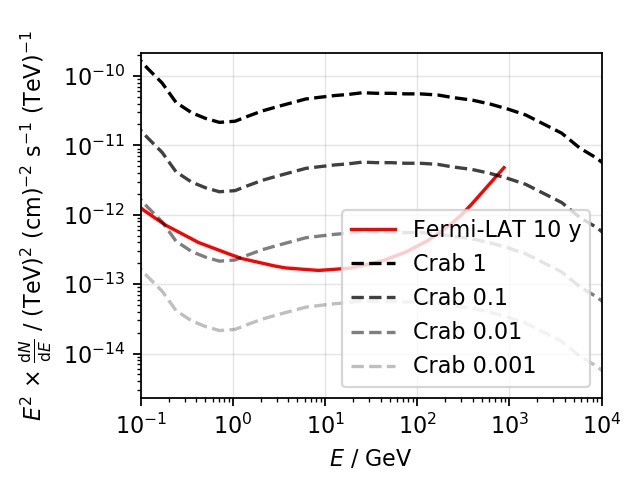 E² × dN/dE / (TeV)² (cm)⁻² s⁻¹ (TeV)⁻¹
10⁻¹⁰
10⁻¹¹
10⁻¹²
10⁻¹³
10⁻¹⁴
Fermi-LAT 10 y
Crab 1
Crab 0.1
Crab 0.01
Crab 0.001
10⁻¹ 10⁰ 10¹ 10² 10³ 10⁴
E / GeV